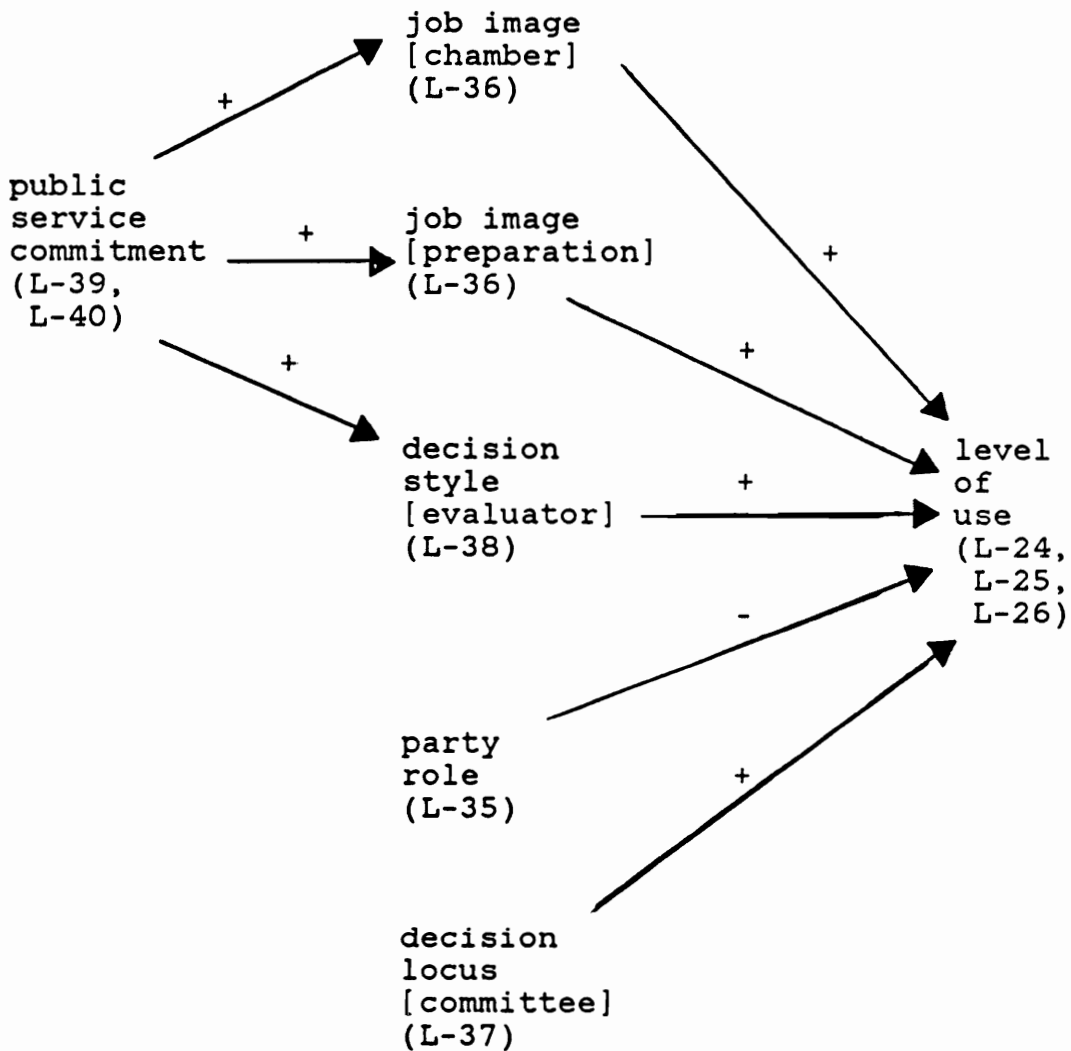 job image
[chamber]
(L-36)
+
public
service
commitment
(L-39,
L-40)
+
job image
[preparation]
(L-36)
+
+
+
decision
style
[evaluator]
(L-38)
+
level
of
use
(L-24,
L-25,
L-26)
-
party
role
(L-35)
+
decision
locus
[committee]
(L-37)